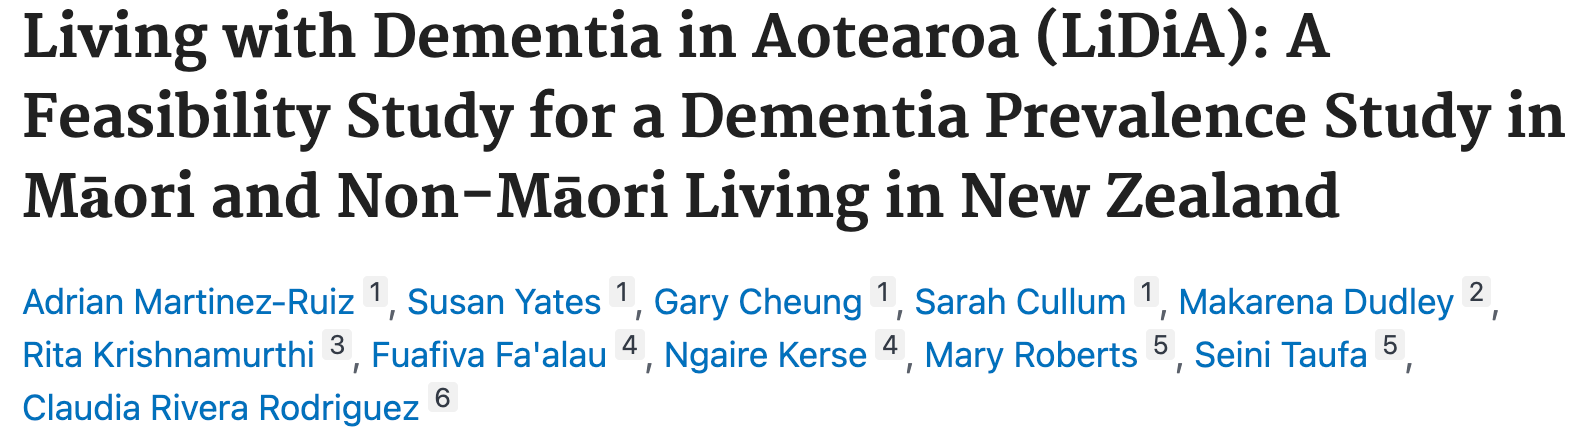 Living with Dementia in Aotearoa (LiDiA): A
Feasibility Study for a Dementia Prevalence Study in
Māori and Non-Māori Living in New Zealand
Adrian Martinez-Ruiz 1, Susan Yates 1, Gary Cheung 1, Sarah Cullum 1, Makarena Dudley 2,
Rita Krishnamurthi 3, Fuafiva Fa'alau 4, Ngaire Kerse 4, Mary Roberts 5, Seini Taufa 5,
Claudia Rivera Rodriguez 6